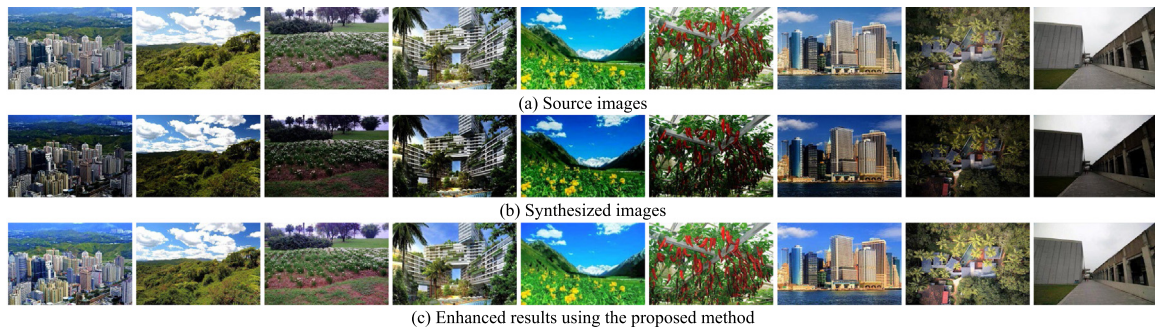 (a) Source images
(b) Synthesized images
(c) Enhanced results using the proposed method